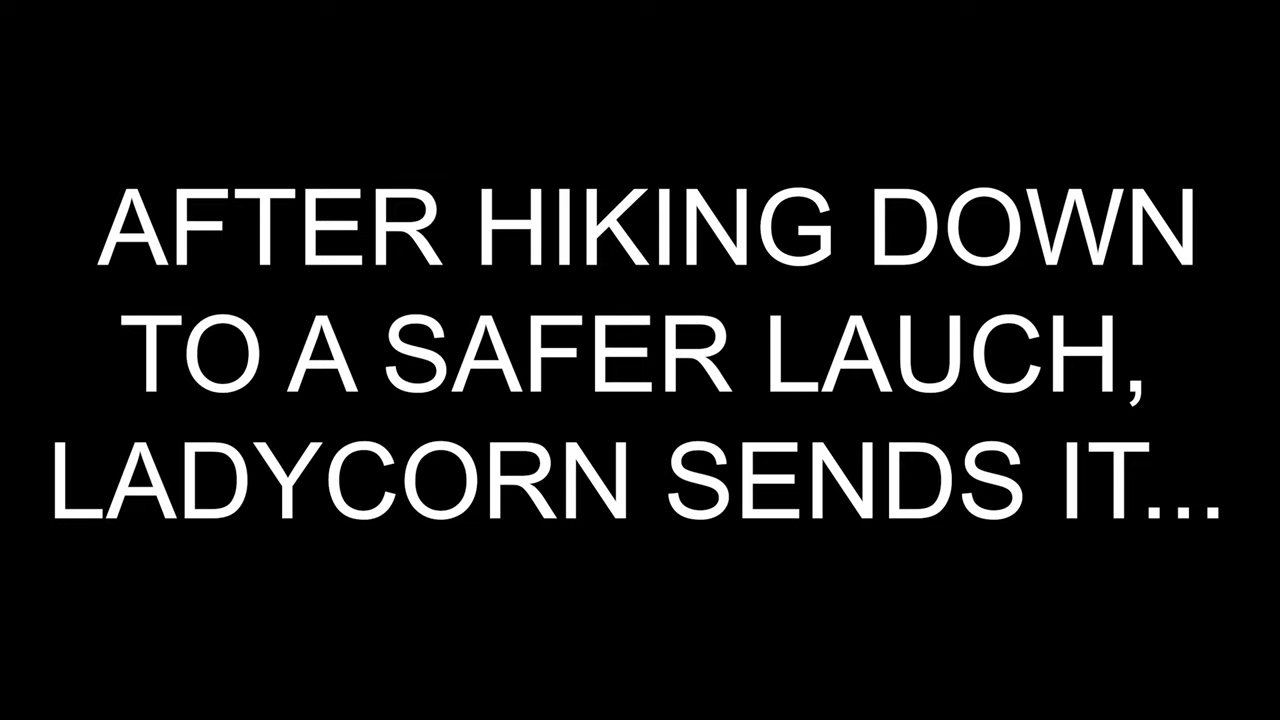 AFTER HIKING DOWN
TO A SAFER LAUCH,
LADYCORN SENDS IT...